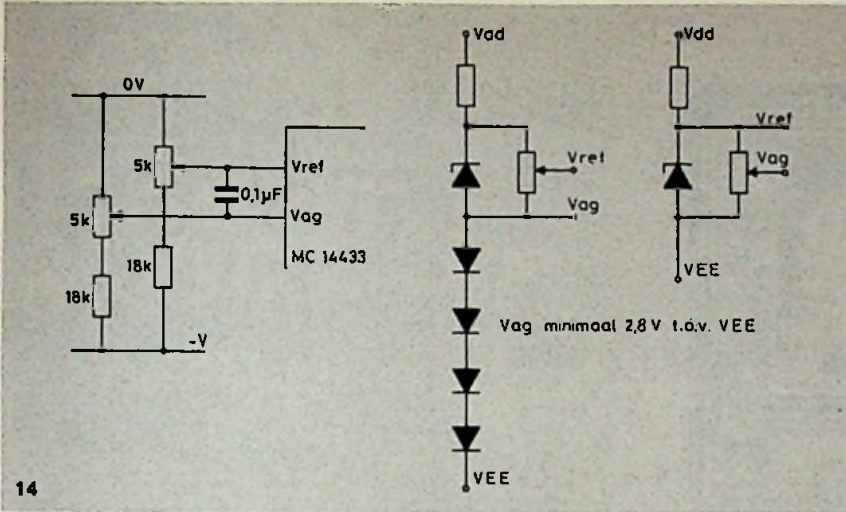 0V
5k
Vref
0,1µF
5k
Vag
18k
MC 14433
18k
-V
Vad
Vref
Vag
Vag minimaal 2,8 V t.o.v. VEE
VEE
Vdd
Vref
Vag
VEE
14